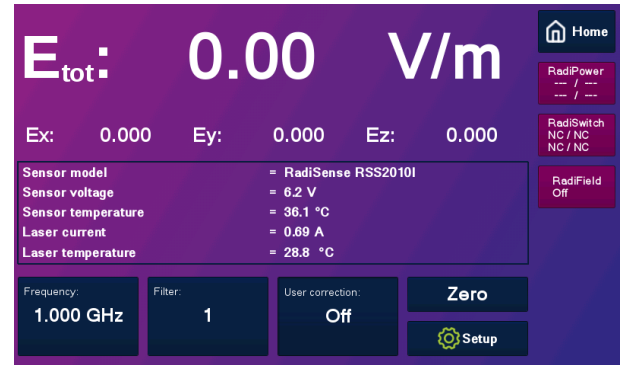 Etot: 0.00 V/m
Home
RadiPower
--- / ---
--- / ---
Ex: 0.000 Ey: 0.000 Ez: 0.000
RadiSwitch
NC / NC
NC / NC
Sensor model = RadiSense RSS2010I
Sensor voltage = 6.2 V
Sensor temperature = 36.1 °C
Laser current = 0.69 A
Laser temperature = 28.8 °C
RadiField
Off
Frequency:
1.000 GHz
Filter:
1
User correction:
Off
Zero
Setup